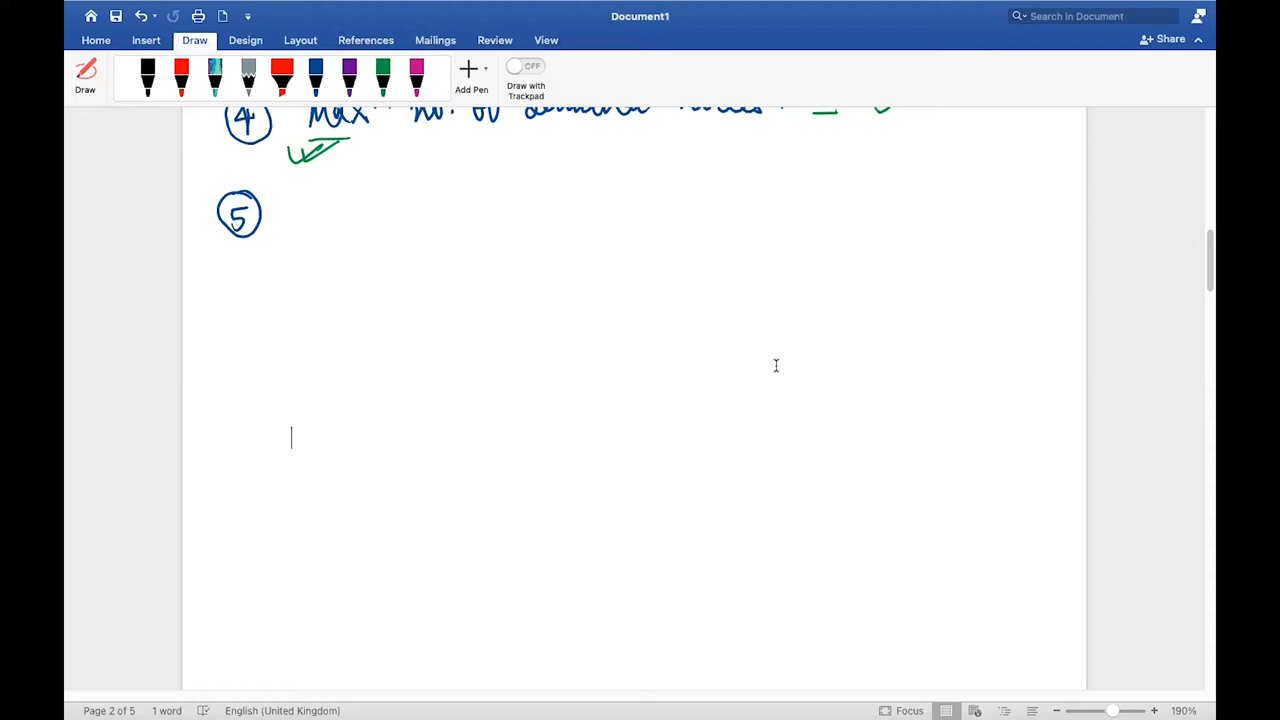 Document1
Search in Document
Home Insert Draw Design Layout References Mailings Review View
Share
OFF
Draw
Add Pen
Draw with
Trackpad
4 Max no. of
5
Page 2 of 5 1 word English (United Kingdom) Focus 190%